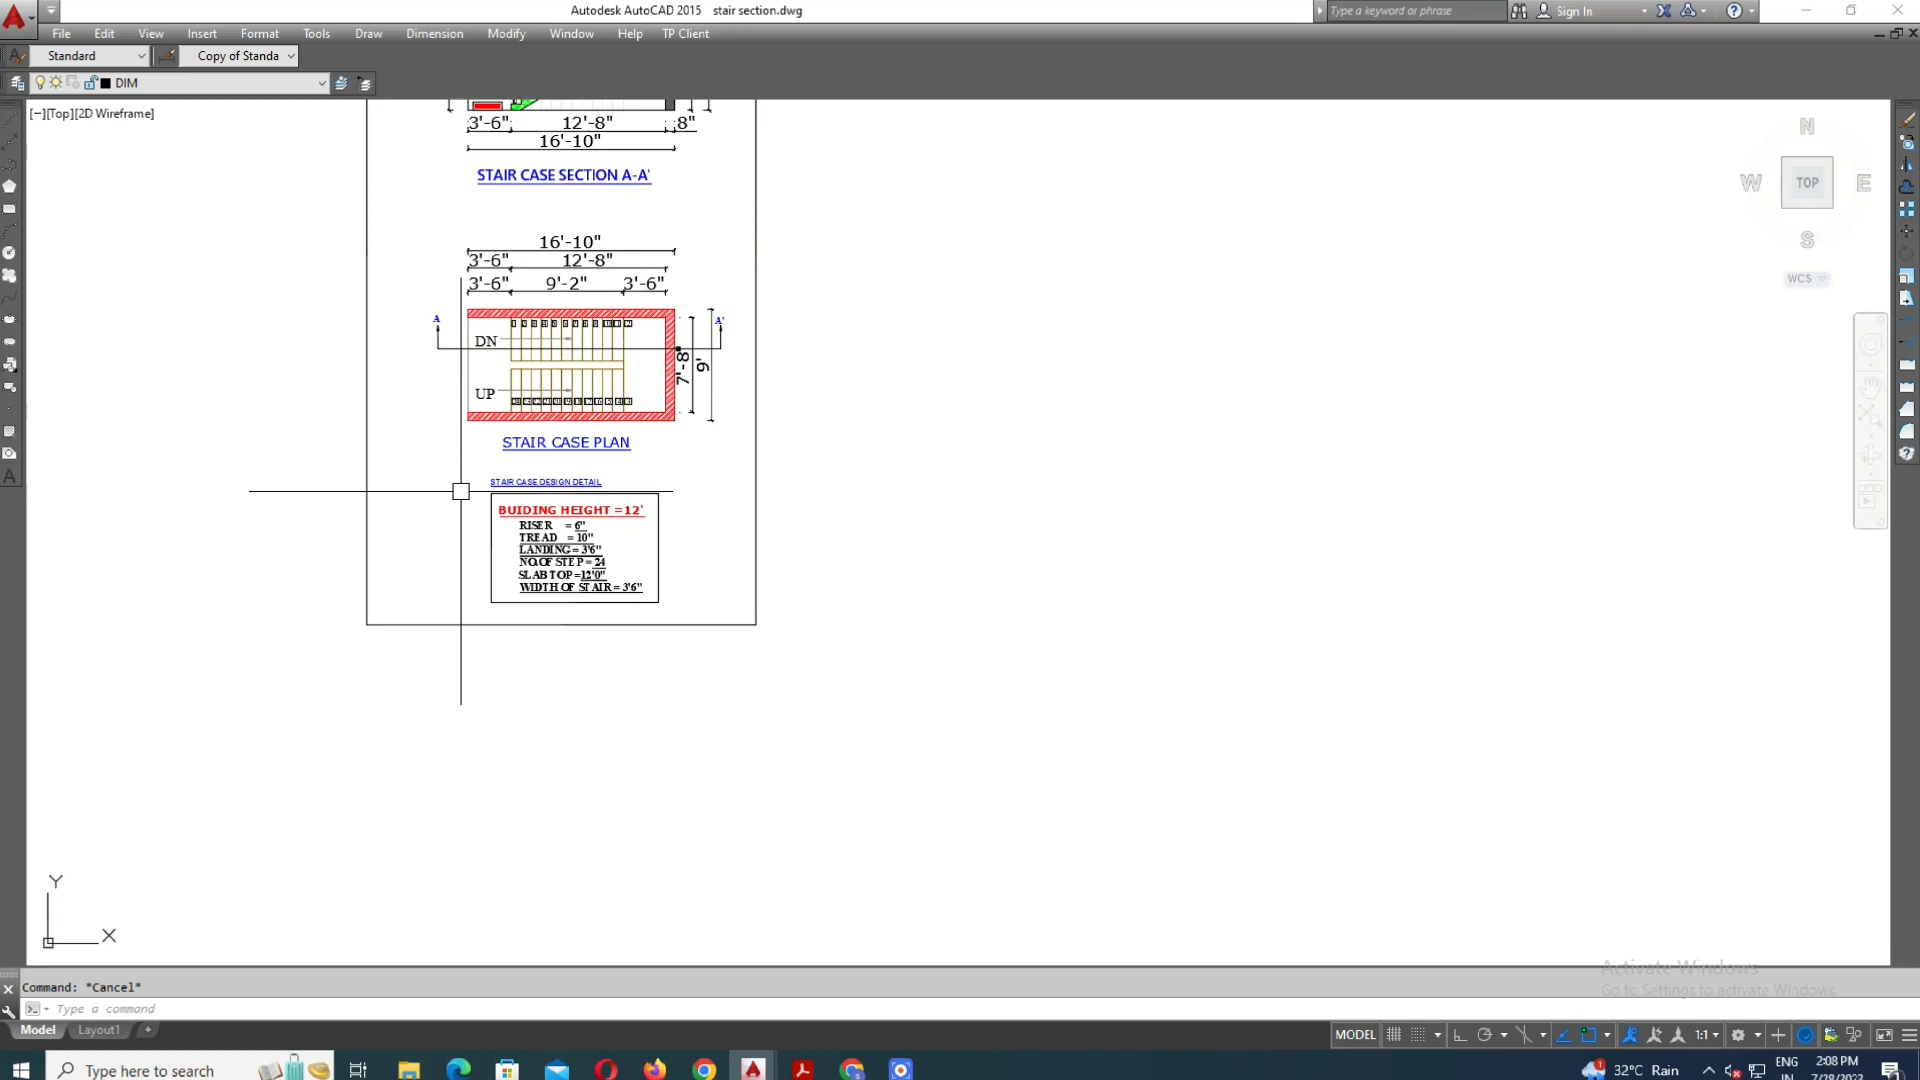 Autodesk AutoCAD 2015 stair section.dwg
Type a keyword or phrase
Sign In
File Edit View Insert Format Tools Draw Dimension Modify Window Help TP Client
Standard Copy of Standa
DIM
[−][Top][2D Wireframe]
N
W TOP E
S
WCS
3'-6" 12'-8" 8"
16'-10"
STAIR CASE SECTION A-A'
16'-10"
3'-6" 12'-8"
3'-6" 9'-2" 3'-6"
A A'
DN
UP
7'-8"
9'
STAIR CASE PLAN
STAIR CASE DESIGN DETAIL
BUIDING HEIGHT =12'
RISER = 6"
TREAD = 10"
LANDING = 3'6"
NO.OF STEP = 24
SLAB TOP =12'0"
WIDTH OF STAIR = 3'6"
Y
X
Activate Windows
Go to Settings to activate Windows.
Command: *Cancel*
Type a command
Model Layout1 +
MODEL 1:1
Type here to search
32°C Rain
ENG
IN
2:08 PM